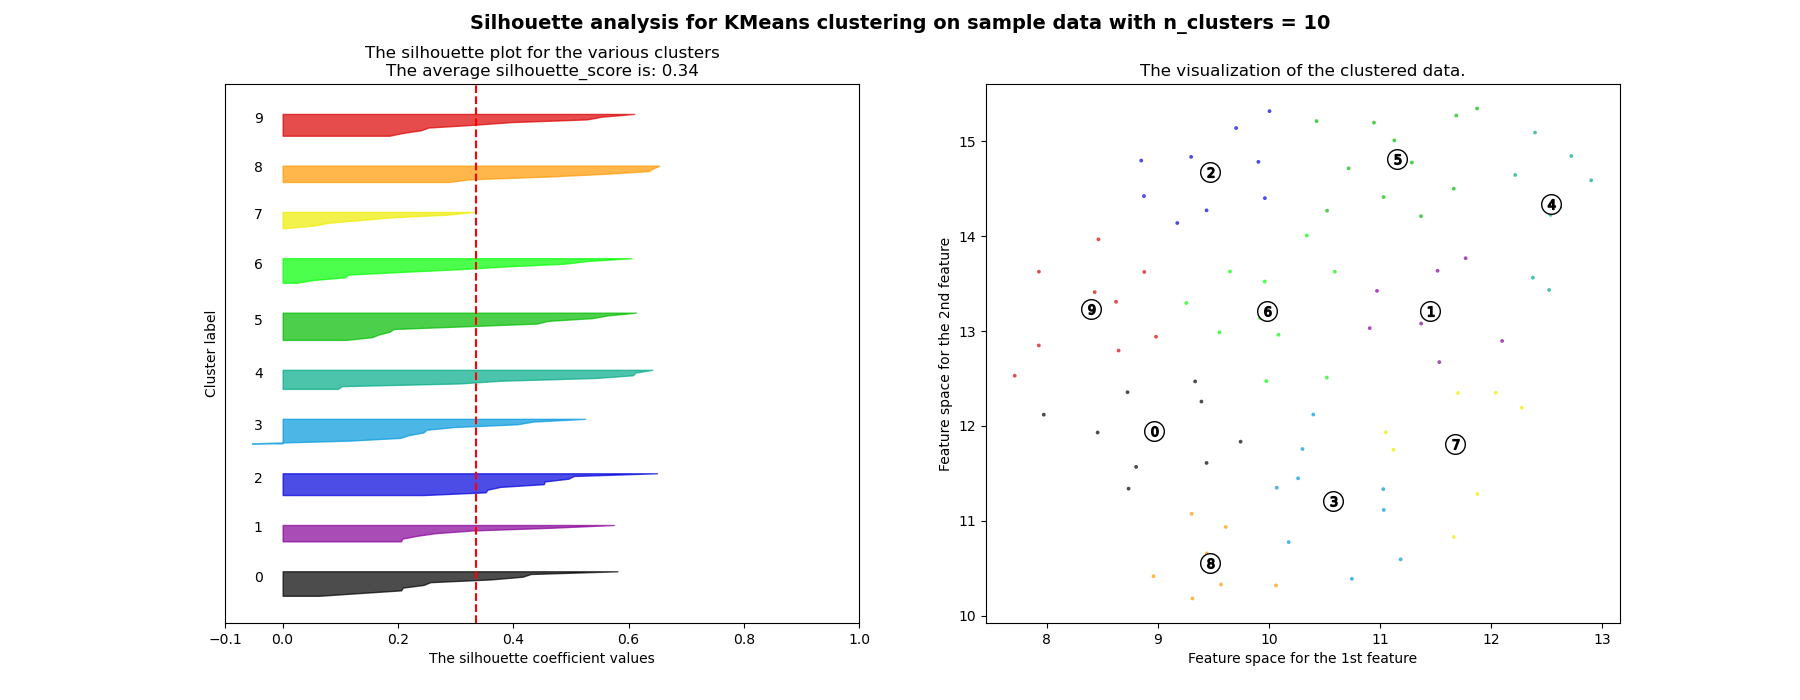 Silhouette analysis for KMeans clustering on sample data with n_clusters = 10
The silhouette plot for the various clusters
The average silhouette_score is: 0.34
9
8
7
6
5
4
3
2
1
0
Cluster label
−0.1 0.0 0.2 0.4 0.6 0.8 1.0
The silhouette coefficient values
The visualization of the clustered data.
15
14
13
12
11
10
Feature space for the 2nd feature
5
2
4
9 6 1
0
7
3
8
8 9 10 11 12 13
Feature space for the 1st feature